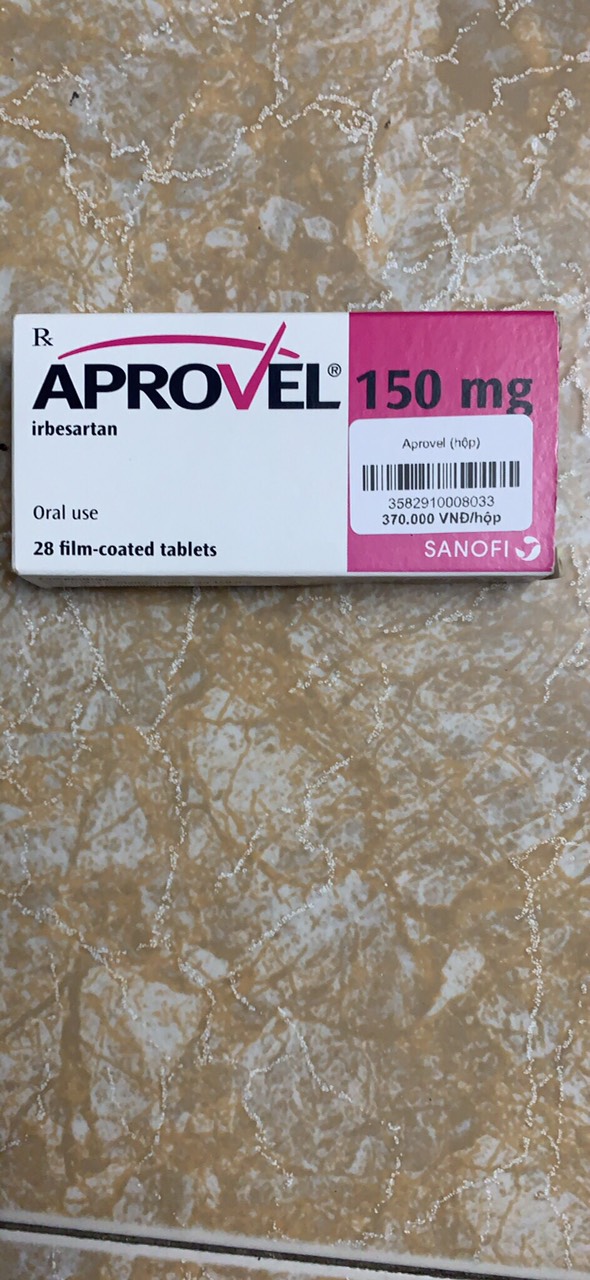 Rx
APROVEL® 150 mg
irbesartan
Aprovel (hộp)
3582910008033
370.000 VNĐ/hộp
Oral use
28 film-coated tablets
SANOFI